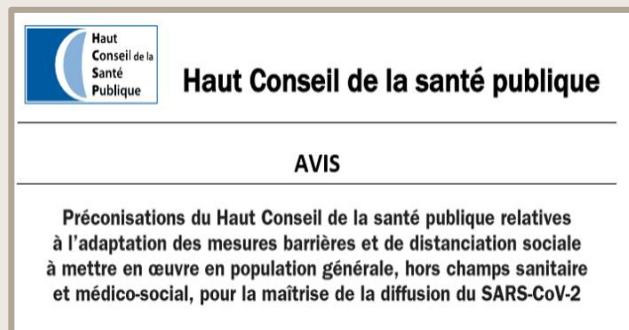 Haut
Conseil de la
Santé
Publique
Haut Conseil de la santé publique
AVIS
Préconisations du Haut Conseil de la santé publique relatives
à l'adaptation des mesures barrières et de distanciation sociale
à mettre en œuvre en population générale, hors champs sanitaire
et médico-social, pour la maîtrise de la diffusion du SARS-CoV-2